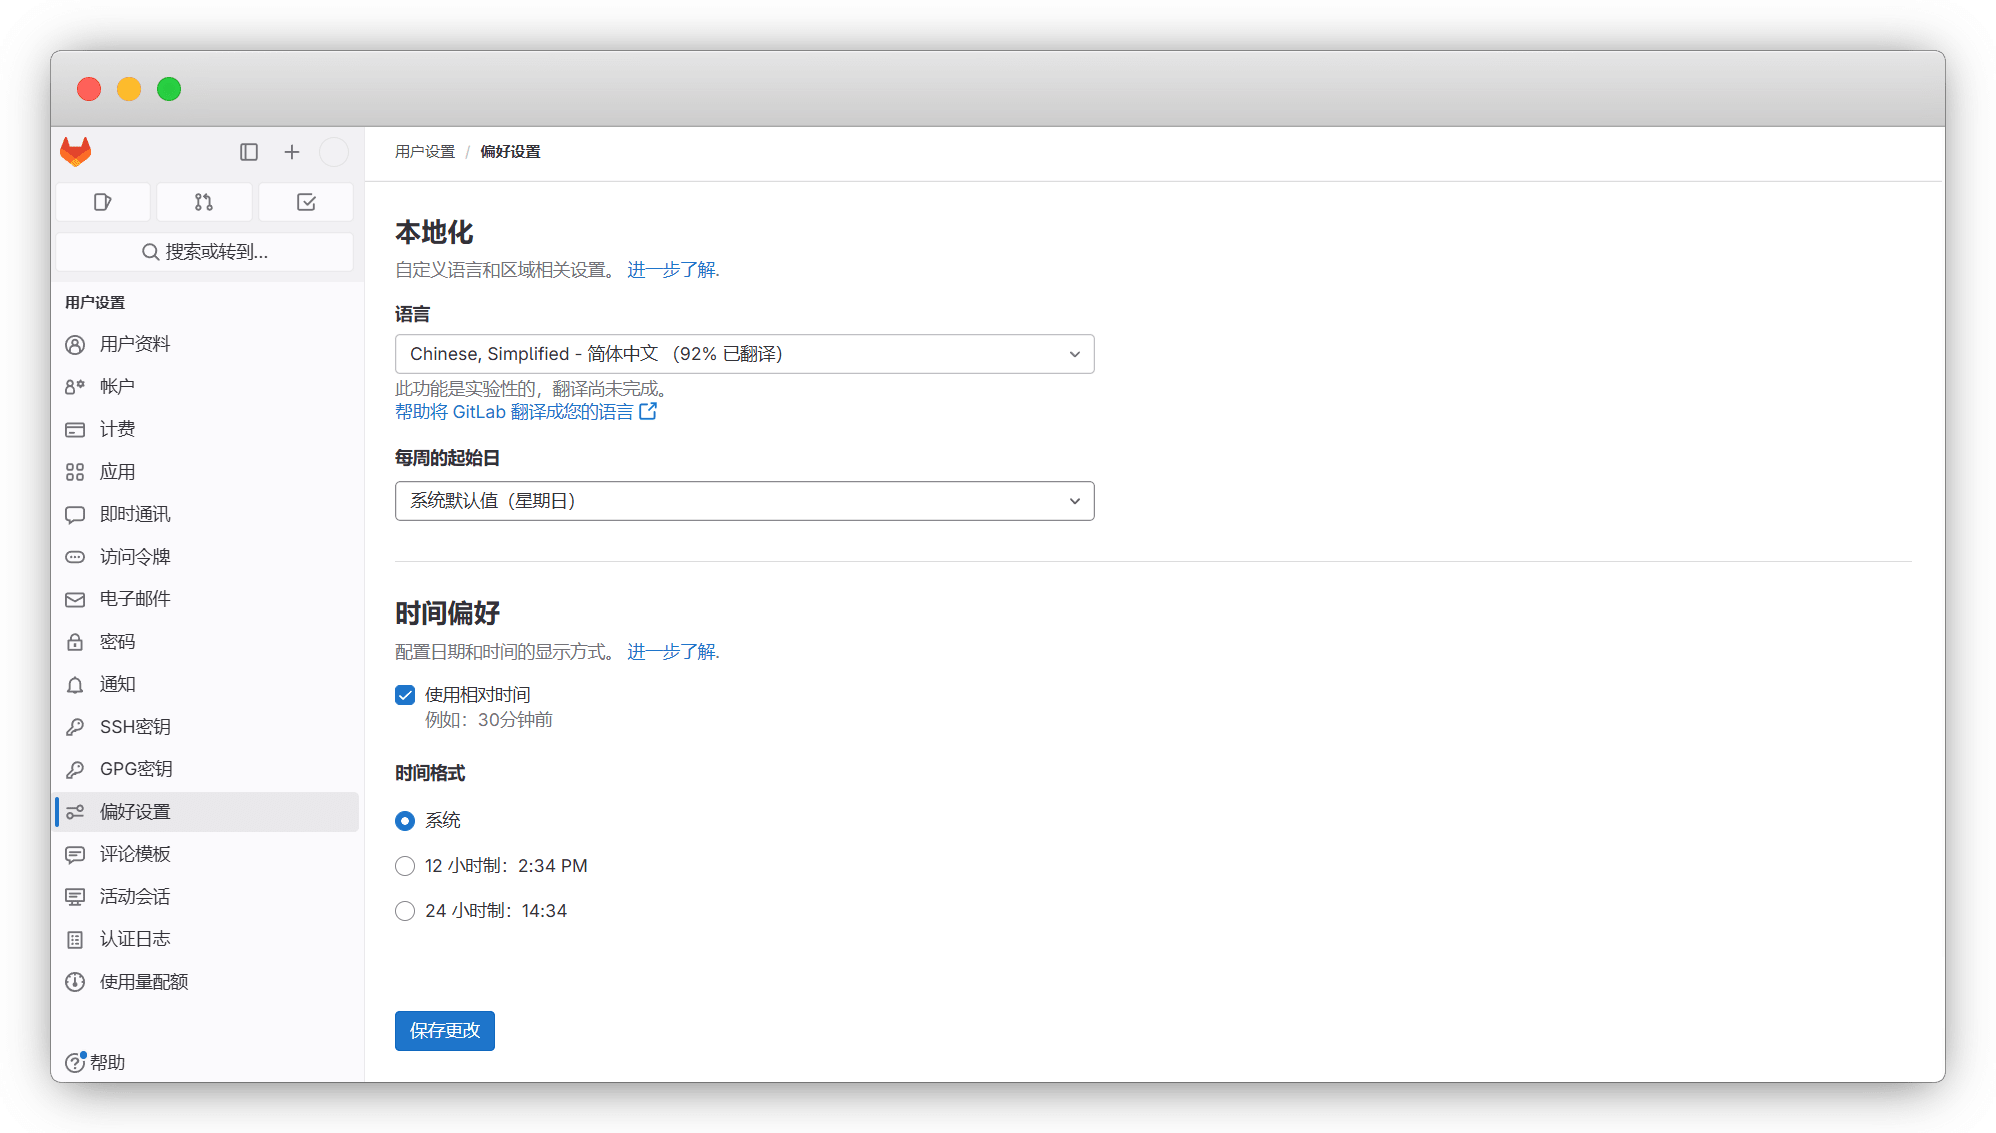 用户设置 / 偏好设置
搜索或转到...
用户设置
用户资料
帐户
计费
应用
即时通讯
访问令牌
电子邮件
密码
通知
SSH密钥
GPG密钥
偏好设置
评论模板
活动会话
认证日志
使用量配额
帮助
本地化
自定义语言和区域相关设置。 进一步了解.
语言
Chinese, Simplified - 简体中文 （92% 已翻译）
此功能是实验性的，翻译尚未完成。
帮助将 GitLab 翻译成您的语言
每周的起始日
系统默认值（星期日）
时间偏好
配置日期和时间的显示方式。 进一步了解.
使用相对时间
例如：30分钟前
时间格式
系统
12 小时制：2:34 PM
24 小时制：14:34
保存更改